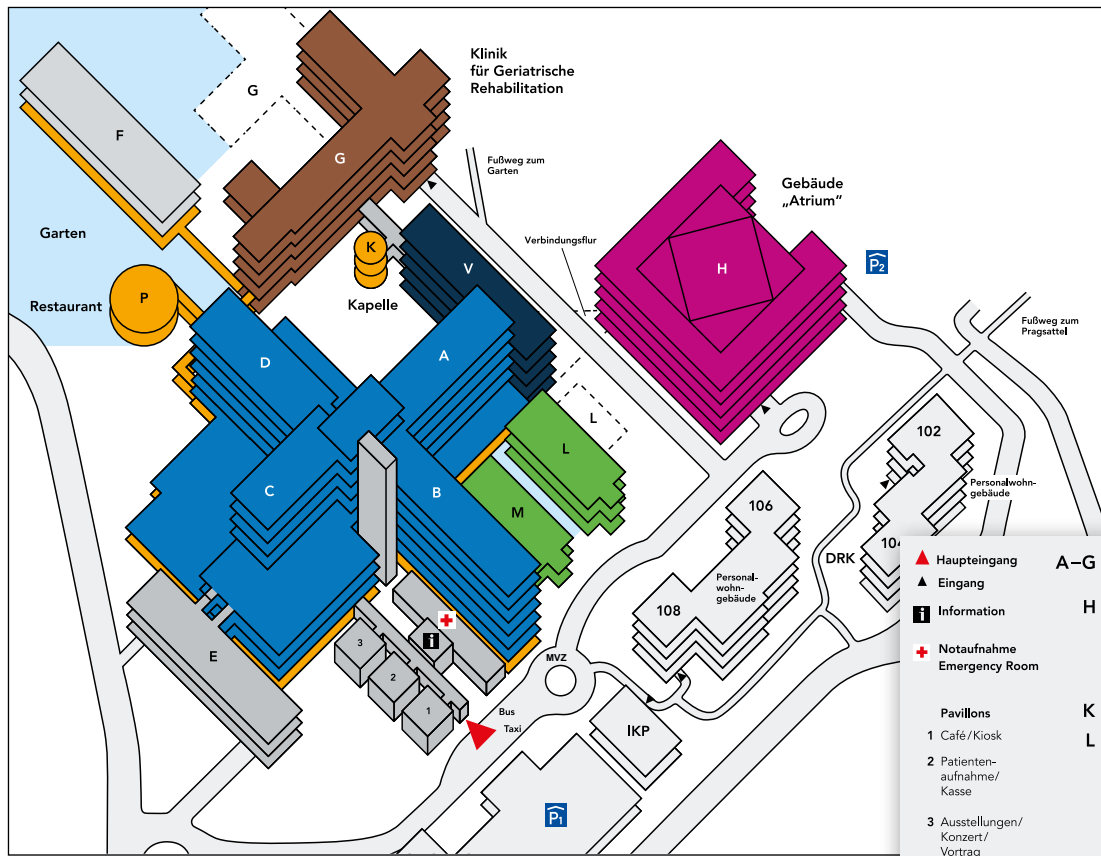 Klinik
für Geriatrische
Rehabilitation
G
F
G
Fußweg zum
Garten
Gebäude
„Atrium“
Garten
Verbindungsflur
K
V
H
P2
Restaurant
P
Kapelle
Fußweg zum
Pragsattel
D
A
L
L
102
C
B
Personalwohn-
gebäude
M
106
104
DRK
Personal-
wohn-
gebäude
108
E
3
i
2
1
MVZ
Bus
Taxi
IKP
P1
Haupteingang
A–G
Eingang
i Information
H
Notaufnahme
Emergency Room
Pavillons
K
1 Café/Kiosk
L
2 Patienten-
aufnahme/
Kasse
3 Ausstellungen/
Konzert/
Vortrag